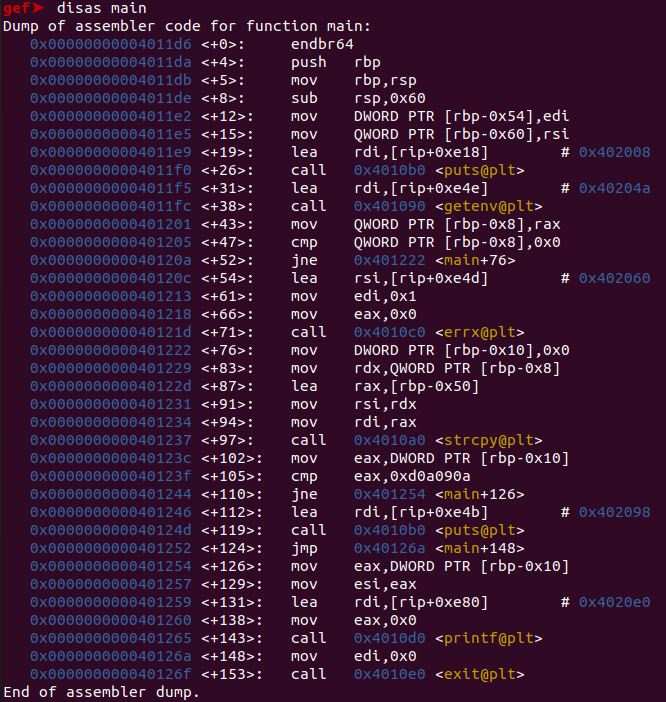 gef➤  disas main
Dump of assembler code for function main:
   0x00000000004011d6 <+0>:     endbr64
   0x00000000004011da <+4>:     push   rbp
   0x00000000004011db <+5>:     mov    rbp,rsp
   0x00000000004011de <+8>:     sub    rsp,0x60
   0x00000000004011e2 <+12>:    mov    DWORD PTR [rbp-0x54],edi
   0x00000000004011e5 <+15>:    mov    QWORD PTR [rbp-0x60],rsi
   0x00000000004011e9 <+19>:    lea    rdi,[rip+0xe18]        # 0x402008
   0x00000000004011f0 <+26>:    call   0x4010b0 <puts@plt>
   0x00000000004011f5 <+31>:    lea    rdi,[rip+0xe4e]        # 0x40204a
   0x00000000004011fc <+38>:    call   0x401090 <getenv@plt>
   0x0000000000401201 <+43>:    mov    QWORD PTR [rbp-0x8],rax
   0x0000000000401205 <+47>:    cmp    QWORD PTR [rbp-0x8],0x0
   0x000000000040120a <+52>:    jne    0x401222 <main+76>
   0x000000000040120c <+54>:    lea    rsi,[rip+0xe4d]        # 0x402060
   0x0000000000401213 <+61>:    mov    edi,0x1
   0x0000000000401218 <+66>:    mov    eax,0x0
   0x000000000040121d <+71>:    call   0x4010c0 <errx@plt>
   0x0000000000401222 <+76>:    mov    DWORD PTR [rbp-0x10],0x0
   0x0000000000401229 <+83>:    mov    rdx,QWORD PTR [rbp-0x8]
   0x000000000040122d <+87>:    lea    rax,[rbp-0x50]
   0x0000000000401231 <+91>:    mov    rsi,rdx
   0x0000000000401234 <+94>:    mov    rdi,rax
   0x0000000000401237 <+97>:    call   0x4010a0 <strcpy@plt>
   0x000000000040123c <+102>:   mov    eax,DWORD PTR [rbp-0x10]
   0x000000000040123f <+105>:   cmp    eax,0xd0a090a
   0x0000000000401244 <+110>:   jne    0x401254 <main+126>
   0x0000000000401246 <+112>:   lea    rdi,[rip+0xe4b]        # 0x402098
   0x000000000040124d <+119>:   call   0x4010b0 <puts@plt>
   0x0000000000401252 <+124>:   jmp    0x40126a <main+148>
   0x0000000000401254 <+126>:   mov    eax,DWORD PTR [rbp-0x10]
   0x0000000000401257 <+129>:   mov    esi,eax
   0x0000000000401259 <+131>:   lea    rdi,[rip+0xe80]        # 0x4020e0
   0x0000000000401260 <+138>:   mov    eax,0x0
   0x0000000000401265 <+143>:   call   0x4010d0 <printf@plt>
   0x000000000040126a <+148>:   mov    edi,0x0
   0x000000000040126f <+153>:   call   0x4010e0 <exit@plt>
End of assembler dump.